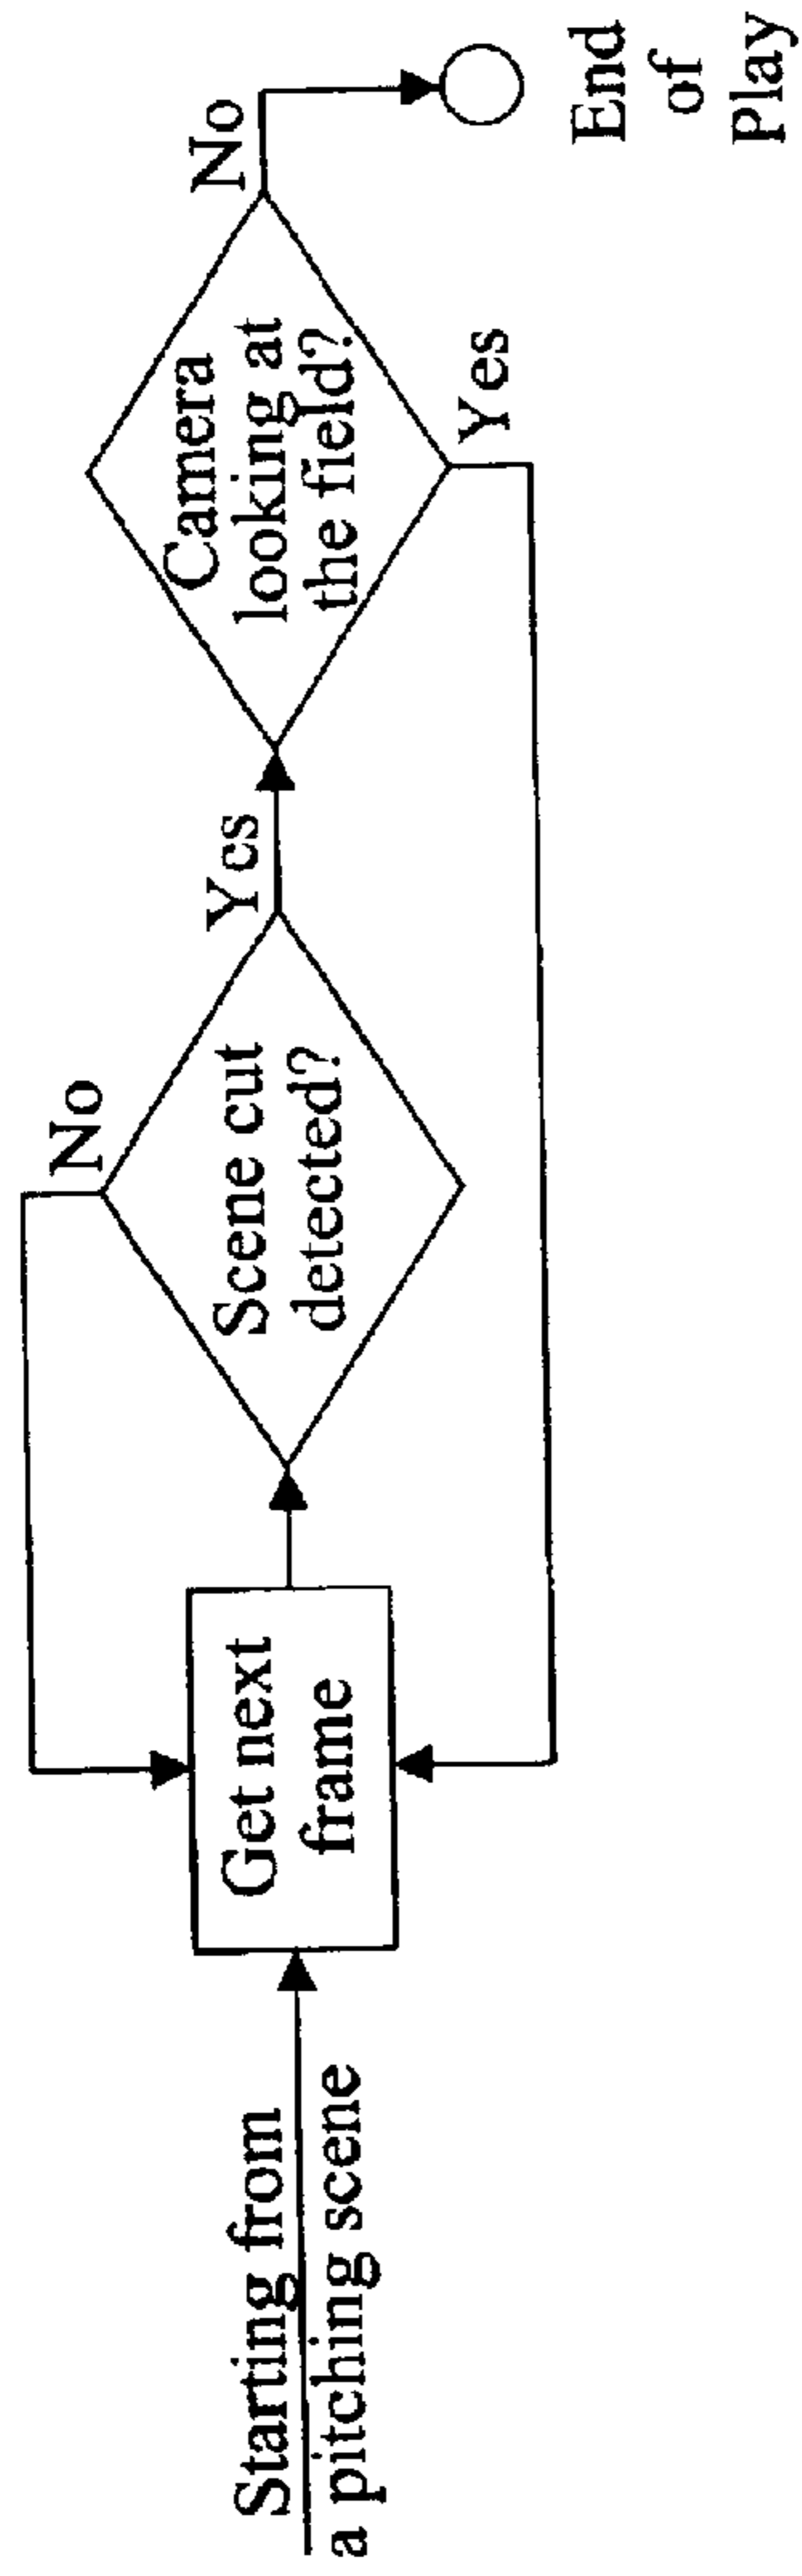 Starting from
a pitching scene
Get next
frame
No
Scene cut
detected?
Yes
Camera
looking at
the field?
Yes
No
End
of
Play